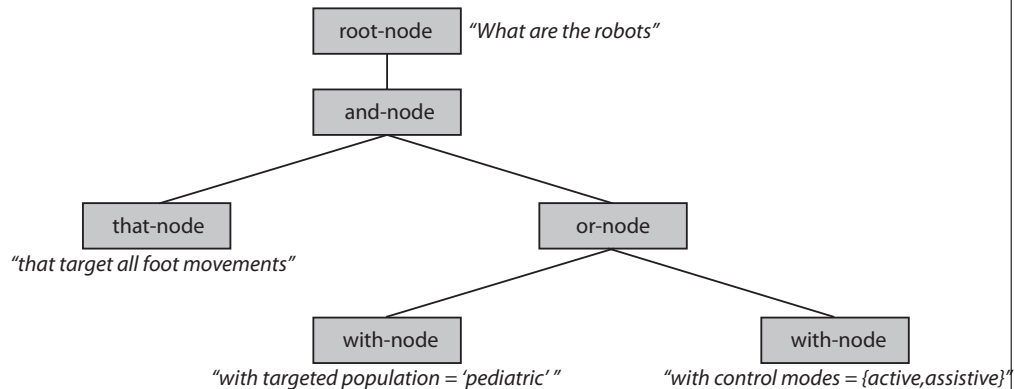 root-node “What are the robots”
and-node
that-node or-node
“that target all foot movements”
with-node with-node
“with targeted population = ‘pediatric’ ” “with control modes = {active,assistive}”